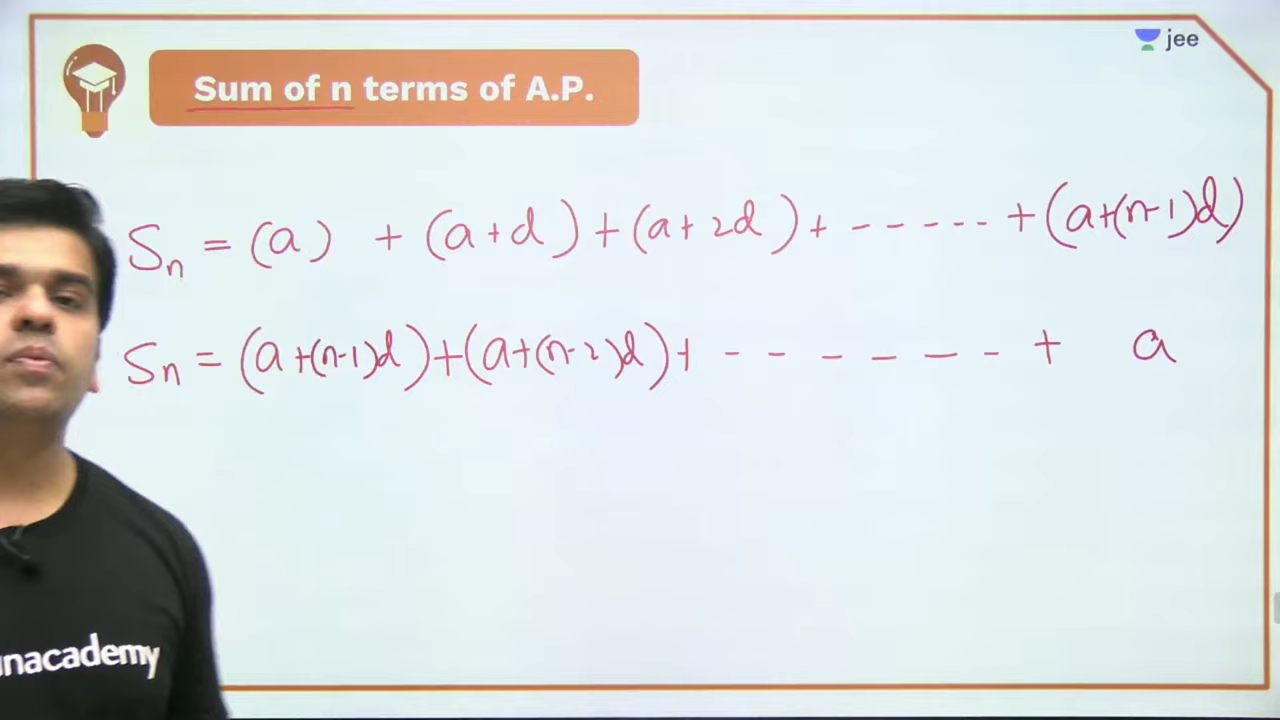 jee
Sum of n terms of A.P.
Sn = (a) + (a+d) + (a+2d) + ------ + (a+(n-1)d)
Sn = (a+(n-1)d) + (a+(n-2)d) + ------- + a
unacademy